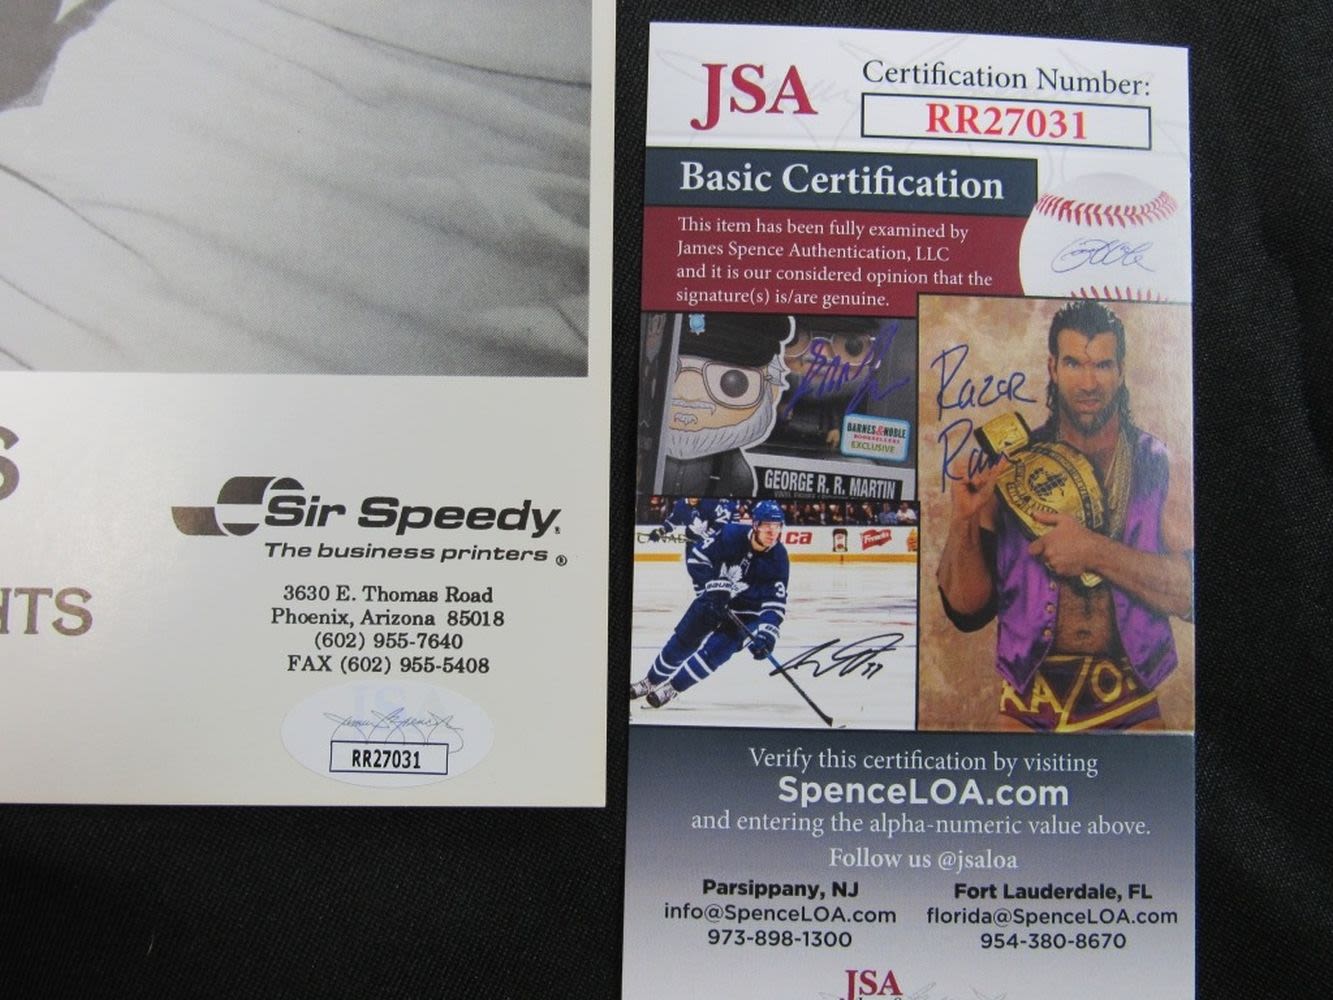 S
HTS
Sir Speedy.
The business printers ®
3630 E. Thomas Road
Phoenix, Arizona 85018
(602) 955-7640
FAX (602) 955-5408
JSA
RR27031
JSA
Certification Number:
RR27031
Basic Certification
This item has been fully examined by
James Spence Authentication, LLC
and it is our considered opinion that the
signature(s) is/are genuine.
BARNES & NOBLE
BOOKSELLERS
EXCLUSIVE
GEORGE R. R. MARTIN
Razor
Ramon
RAZOR
Verify this certification by visiting
SpenceLOA.com
and entering the alpha-numeric value above.
Follow us @jsaloa
Parsippany, NJ
info@SpenceLOA.com
973-898-1300
Fort Lauderdale, FL
florida@SpenceLOA.com
954-380-8670
JSA